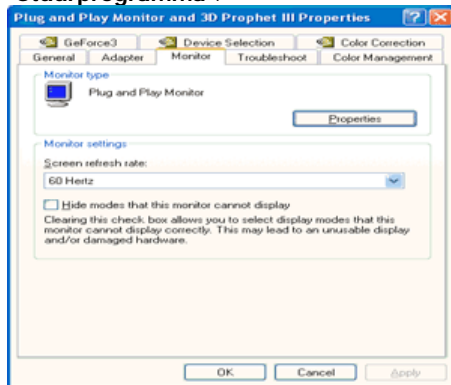 Stuurprogramma
Plug and Play Monitor and 3D Prophet III Properties
GeForce3 Device Selection Color Correction
General Adapter Monitor Troubleshoot Color Management
Monitor type
Plug and Play Monitor
Properties
Monitor settings
Screen refresh rate:
60 Hertz
Hide modes that this monitor cannot display
Clearing this check box allows you to select display modes that this
monitor cannot display correctly. This may lead to an unusable display
and/or damaged hardware.
OK Cancel Apply